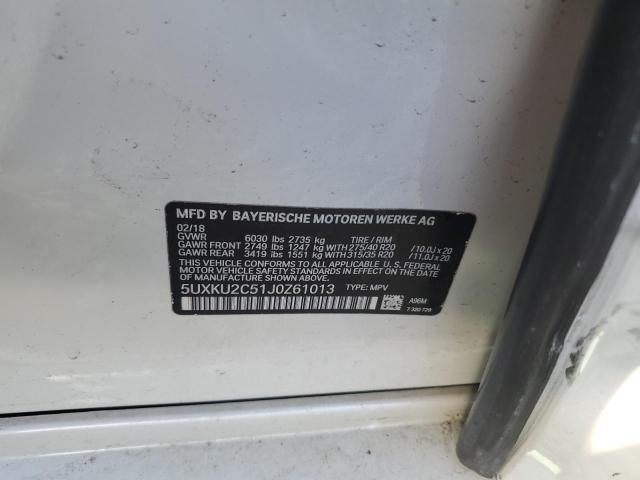 MFD BY BAYERISCHE MOTOREN WERKE AG
02/18
GVWR 6030 lbs 2735 kg TIRE / RIM
GAWR FRONT 2749 lbs 1247 kg WITH 275/40 R20 / 10.0J x 20
GAWR REAR 3419 lbs 1551 kg WITH 315/35 R20 / 11.0J x 20
THIS VEHICLE CONFORMS TO ALL APPLICABLE U.S. FEDERAL
MOTOR VEHICLE SAFETY STANDARDS IN EFFECT ON THE DATE
OF MANUFACTURE SHOWN ABOVE.
5UXKU2C51J0Z61013 TYPE: MPV
A96M
7 320 729